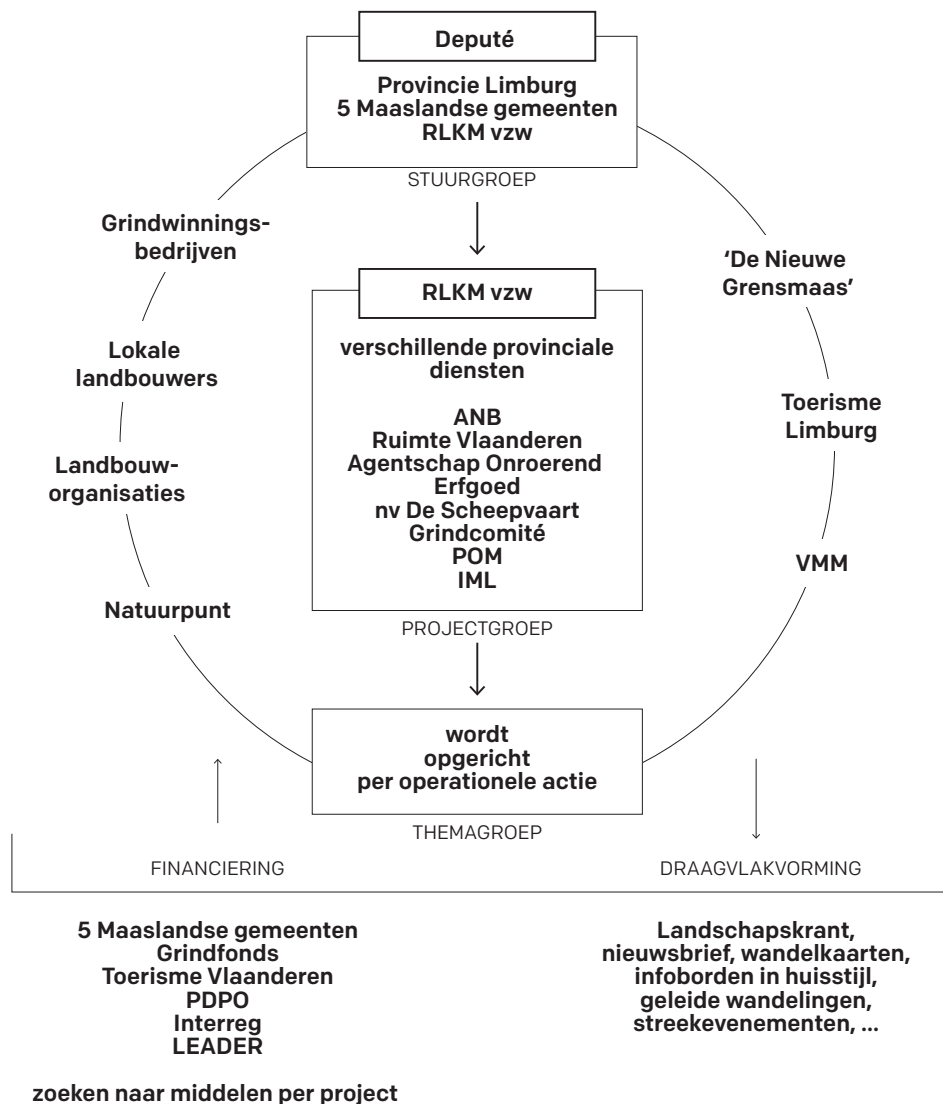 Deputé
Provincie Limburg
5 Maaslandse gemeenten
RLKM vzw
STUURGROEP
Grindwinnings-
bedrijven
Lokale
landbouwers
Landbouw-
organisaties
Natuurpunt
RLKM vzw
verschillende provinciale
diensten
ANB
Ruimte Vlaanderen
Agentschap Onroerend
Erfgoed
nv De Scheepvaart
Grindcomité
POM
IML
PROJECTGROEP
‘De Nieuwe
Grensmaas’
Toerisme
Limburg
VMM
wordt
opgericht
per operationele actie
THEMAGROEP
FINANCIERING
5 Maaslandse gemeenten
Grindfonds
Toerisme Vlaanderen
PDPO
Interreg
LEADER
zoeken naar middelen per project
DRAAGVLAKVORMING
Landschapskrant,
nieuwsbrief, wandelkaarten,
infoborden in huisstijl,
geleide wandelingen,
streekevenementen, ...